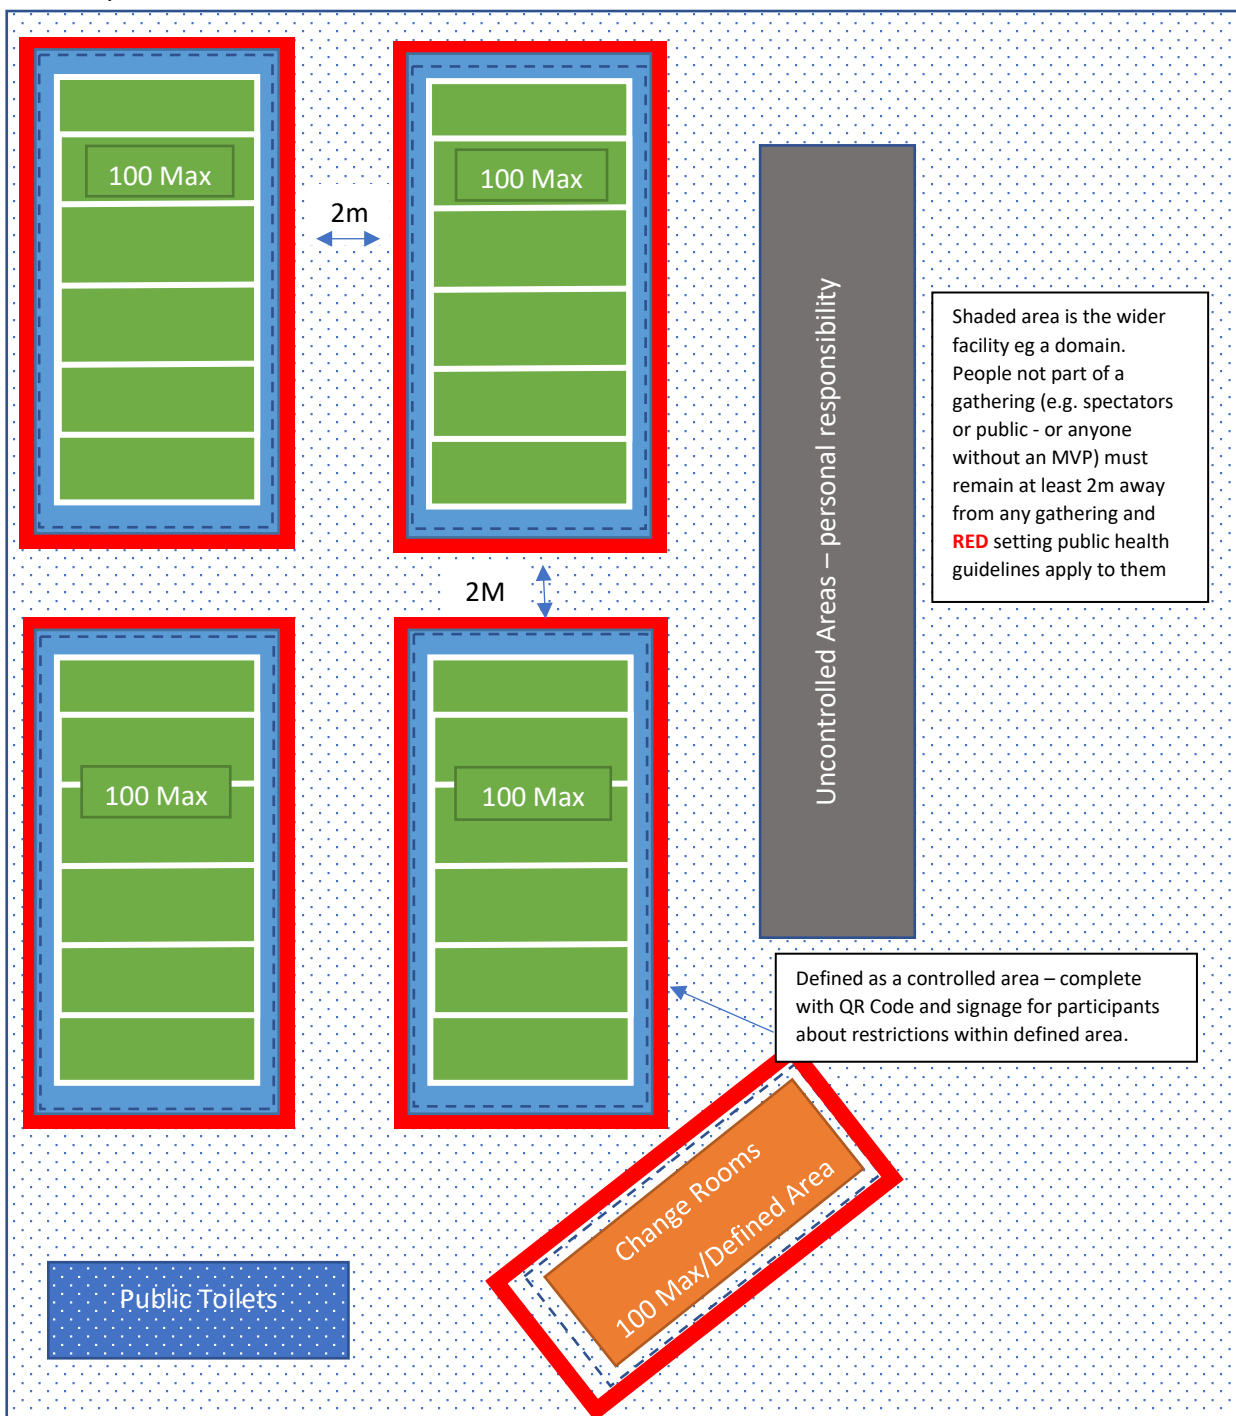 100 Max
100 Max
2m
Uncontrolled Areas – personal responsibility
Shaded area is the wider
facility eg a domain.
People not part of a
gathering (e.g. spectators
or public - or anyone
without an MVP) must
remain at least 2m away
from any gathering and
RED setting public health
guidelines apply to them
2M
100 Max
100 Max
Defined as a controlled area – complete
with QR Code and signage for participants
about restrictions within defined area.
Change Rooms
100 Max/Defined Area
Public Toilets